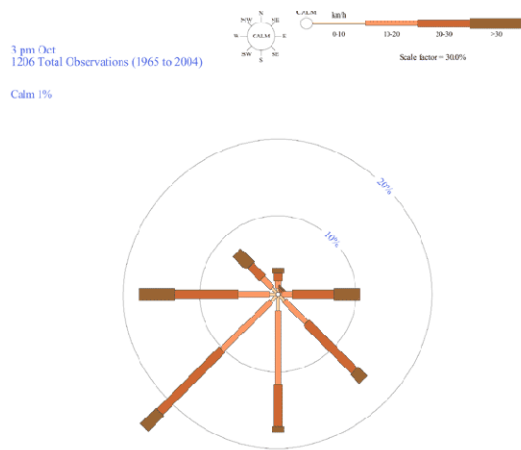 CALM
km/h
0-10 10-20 20-30 >30
Scale factor = 30.0%
N
NW NE
W CALM E
SW SE
S
3 pm Oct
1206 Total Observations (1965 to 2004)
Calm 1%
20%
10%